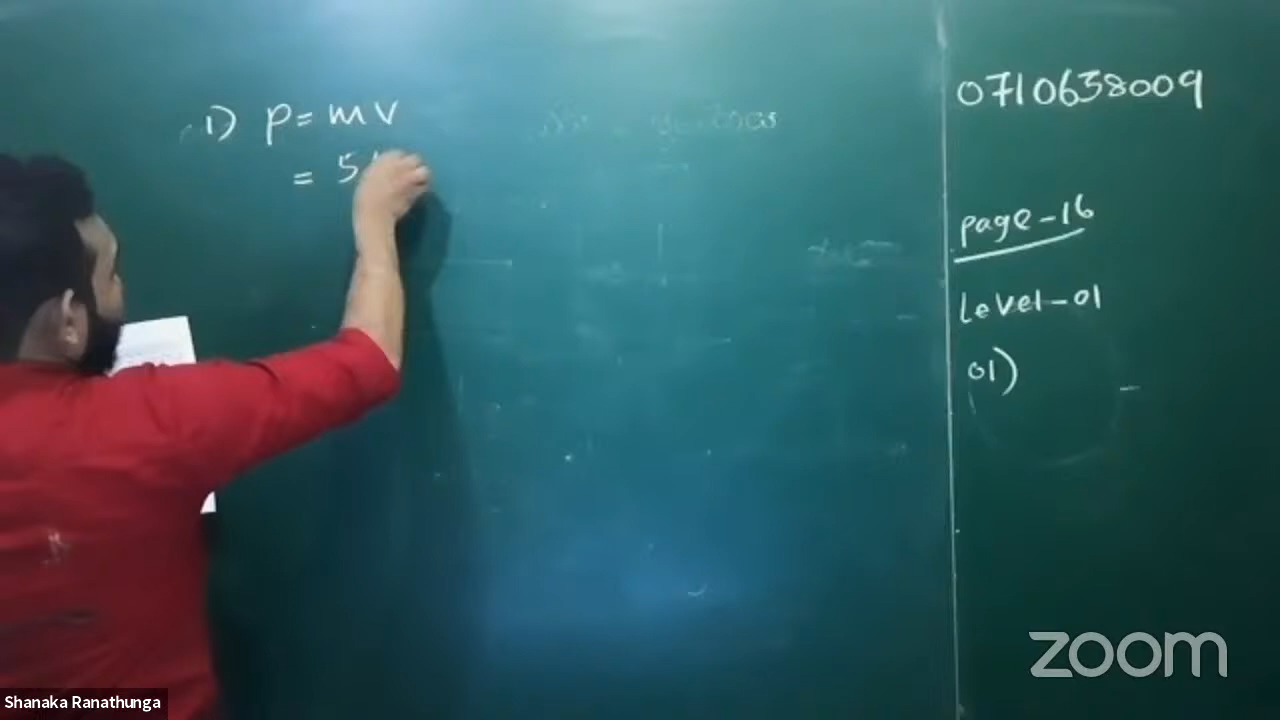 1) p = mv
= 5
0710638009
page-16
Level-01
01)
zoom
Shanaka Ranathunga